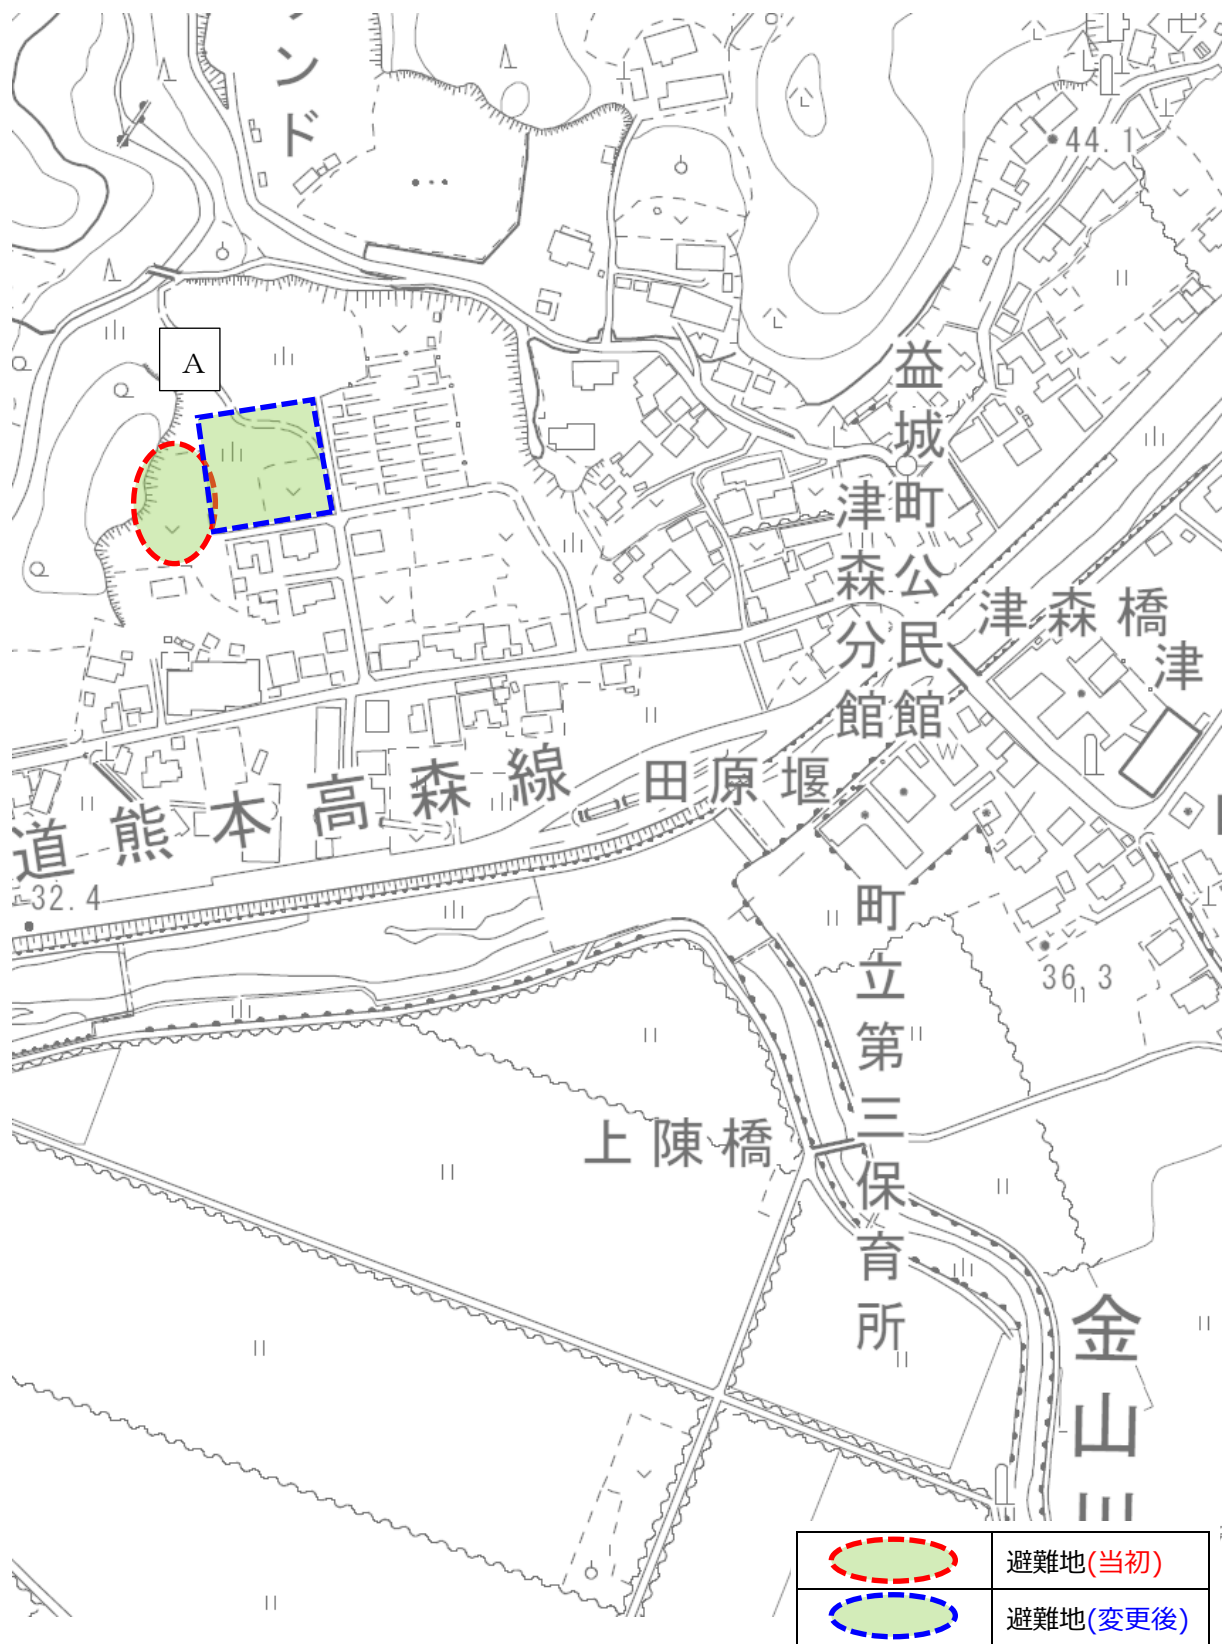 ンド
44.1
A
益城町公民館
津森分館
津森橋
津
道熊本高森線
田原堰
32.4
町立第三保育所
36.3
上陳橋
金山川
避難地(当初)
避難地(変更後)